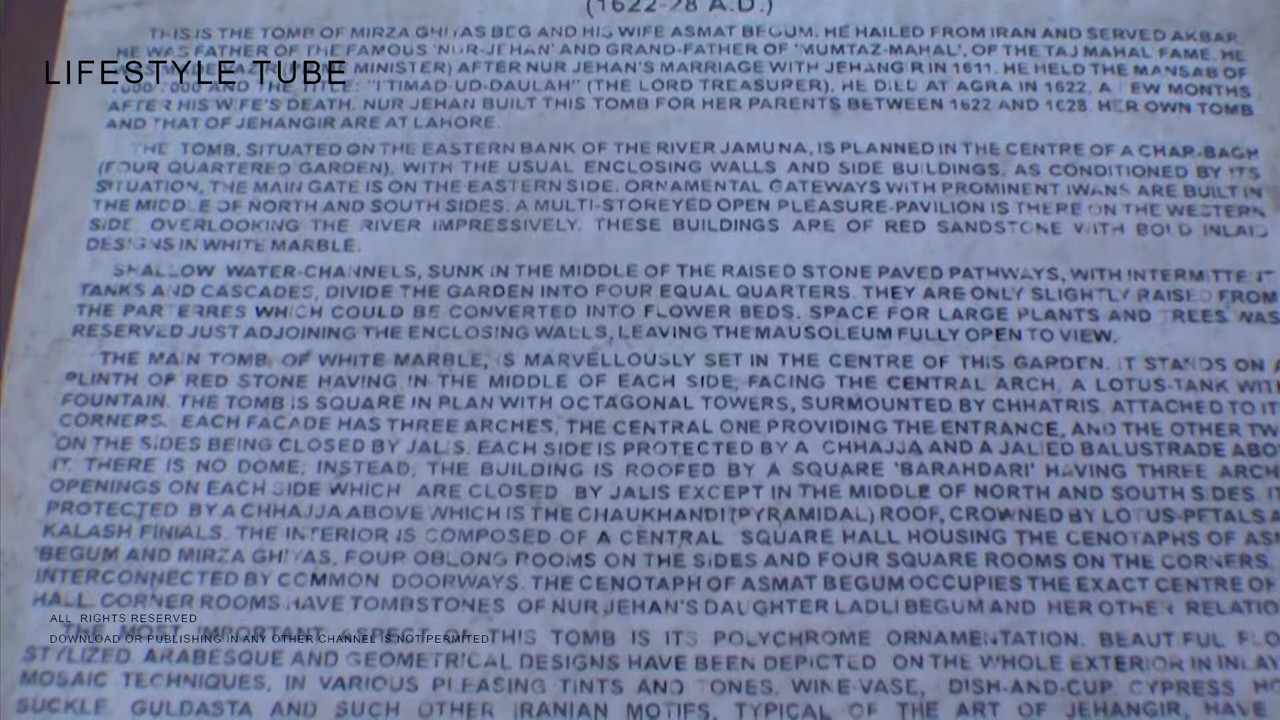 (1622-28 A.D.)
THIS IS THE TOMB OF MIRZA GHIYAS BEG AND HIS WIFE ASMAT BEGUM. HE HAILED FROM IRAN AND SERVED AKBAR.
HE WAS FATHER OF THE FAMOUS 'NUR-JEHAN' AND GRAND-FATHER OF 'MUMTAZ-MAHAL', OF THE TAJ MAHAL FAME. HE
LIFESTYLE TUBE
MINISTER) AFTER NUR JEHAN'S MARRIAGE WITH JEHANGIR IN 1611. HE HELD THE MANSAB OF
AND THE TITLE: "I'TIMAD-UD-DAULAH" (THE LORD TREASURER). HE DIED AT AGRA IN 1622, A FEW MONTHS
AFTER HIS WIFE'S DEATH. NUR JEHAN BUILT THIS TOMB FOR HER PARENTS BETWEEN 1622 AND 1628. HER OWN TOMB
AND THAT OF JEHANGIR ARE AT LAHORE.
THE TOMB, SITUATED ON THE EASTERN BANK OF THE RIVER JAMUNA, IS PLANNED IN THE CENTRE OF A CHAR-BAGH
(FOUR QUARTERED GARDEN), WITH THE USUAL ENCLOSING WALLS AND SIDE BUILDINGS. AS CONDITIONED BY ITS
SITUATION, THE MAIN GATE IS ON THE EASTERN SIDE. ORNAMENTAL GATEWAYS WITH PROMINENT IWANS ARE BUILT IN
THE MIDDLE OF NORTH AND SOUTH SIDES. A MULTI-STOREYED OPEN PLEASURE-PAVILION IS THERE ON THE WESTERN
SIDE, OVERLOOKING THE RIVER IMPRESSIVELY. THESE BUILDINGS ARE OF RED SANDSTONE WITH BOLD INLAID
DESIGNS IN WHITE MARBLE.
SHALLOW WATER-CHANNELS, SUNK IN THE MIDDLE OF THE RAISED STONE PAVED PATHWAYS, WITH INTERMITTENT
TANKS AND CASCADES, DIVIDE THE GARDEN INTO FOUR EQUAL QUARTERS. THEY ARE ONLY SLIGHTLY RAISED FROM
THE PARTERRES WHICH COULD BE CONVERTED INTO FLOWER BEDS. SPACE FOR LARGE PLANTS AND TREES WAS
RESERVED JUST ADJOINING THE ENCLOSING WALLS, LEAVING THE MAUSOLEUM FULLY OPEN TO VIEW.
THE MAIN TOMB, OF WHITE MARBLE, IS MARVELLOUSLY SET IN THE CENTRE OF THIS GARDEN. IT STANDS ON A
PLINTH OF RED STONE HAVING IN THE MIDDLE OF EACH SIDE, FACING THE CENTRAL ARCH, A LOTUS-TANK WITH
FOUNTAIN. THE TOMB IS SQUARE IN PLAN WITH OCTAGONAL TOWERS, SURMOUNTED BY CHHATRIS ATTACHED TO IT
CORNERS. EACH FACADE HAS THREE ARCHES, THE CENTRAL ONE PROVIDING THE ENTRANCE, AND THE OTHER TW
ON THE SIDES BEING CLOSED BY JALIS. EACH SIDE IS PROTECTED BY A CHHAJJA AND A JALIED BALUSTRADE ABO
IT. THERE IS NO DOME; INSTEAD, THE BUILDING IS ROOFED BY A SQUARE 'BARAHDARI' HAVING THREE ARCH
OPENINGS ON EACH SIDE WHICH ARE CLOSED BY JALIS EXCEPT IN THE MIDDLE OF NORTH AND SOUTH SIDES. IT
PROTECTED BY A CHHAJJA ABOVE WHICH IS THE CHAUKHANDI (PYRAMIDAL) ROOF, CROWNED BY LOTUS-PETALS A
KALASH FINIALS. THE INTERIOR IS COMPOSED OF A CENTRAL SQUARE HALL HOUSING THE CENOTAPHS OF AS
BEGUM AND MIRZA GHIYAS, FOUR OBLONG ROOMS ON THE SIDES AND FOUR SQUARE ROOMS ON THE CORNERS,
INTERCONNECTED BY COMMON DOORWAYS. THE CENOTAPH OF ASMAT BEGUM OCCUPIES THE EXACT CENTRE OF
HALL. CORNER ROOMS HAVE TOMBSTONES OF NUR JEHAN'S DAUGHTER LADLI BEGUM AND HER OTHER RELATIO
ALL RIGHTS RESERVED
DOWNLOAD OR PUBLISHING IN ANY OTHER CHANNEL IS NOT PERMITED
THE MOST IMPORTANT ASPECT OF THIS TOMB IS ITS POLYCHROME ORNAMENTATION. BEAUTIFUL FLO
STYLIZED ARABESQUE AND GEOMETRICAL DESIGNS HAVE BEEN DEPICTED ON THE WHOLE EXTERIOR IN INLAY
MOSAIC TECHNIQUES, IN VARIOUS PLEASING TINTS AND TONES. WINE-VASE, DISH-AND-CUP, CYPRESS HO
SUCKLE, GULDASTA AND SUCH OTHER IRANIAN MOTIFS, TYPICAL OF THE ART OF JEHANGIR, HAVE